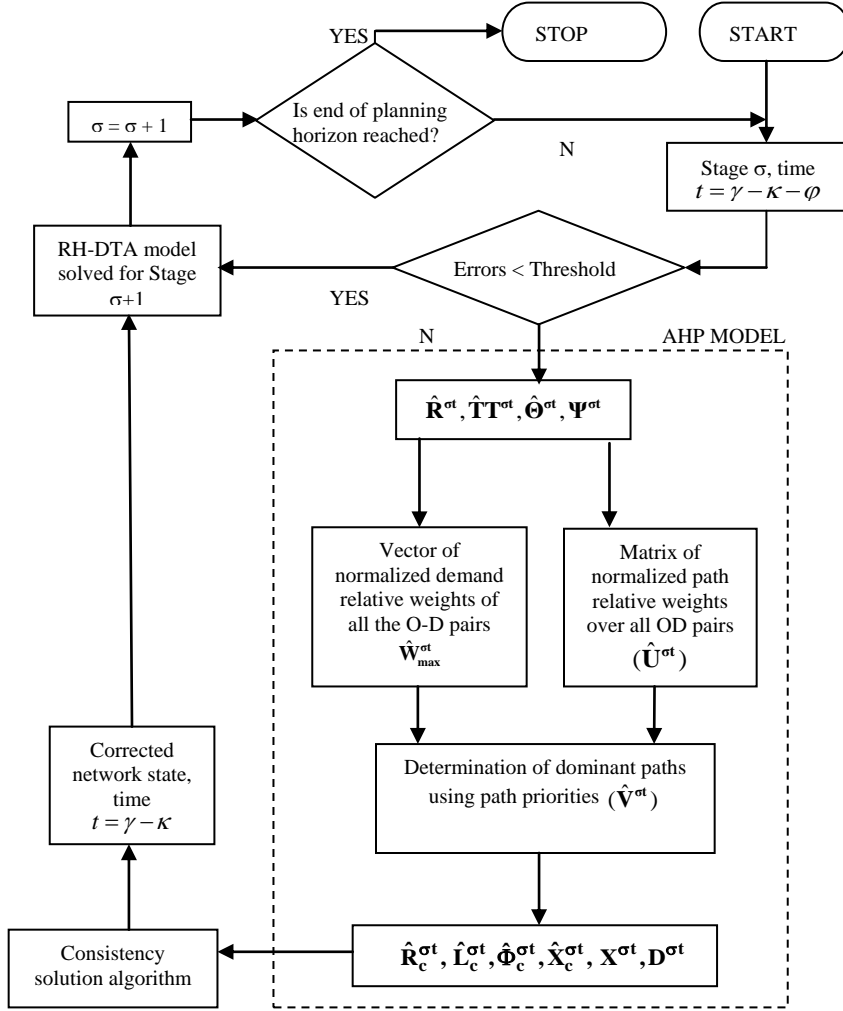 YES
STOP
START
Is end of planning
horizon reached?
σ = σ + 1
N
Stage σ, time
t = γ − κ − φ
RH-DTA model
solved for Stage
σ+1
Errors < Threshold
YES
N
AHP MODEL
R̂^σt, T̂T^σt, Θ̂^σt, Ψ^σt
Vector of
normalized demand
relative weights of
all the O-D pairs
Ŵ_max^σt
Matrix of
normalized path
relative weights
over all OD pairs
(Û^σt)
Corrected
network state,
time
t = γ − κ
Determination of dominant paths
using path priorities (V̂^σt)
Consistency
solution algorithm
R̂_c^σt, L̂_c^σt, Φ̂_c^σt, X̂_c^σt, X^σt, D^σt